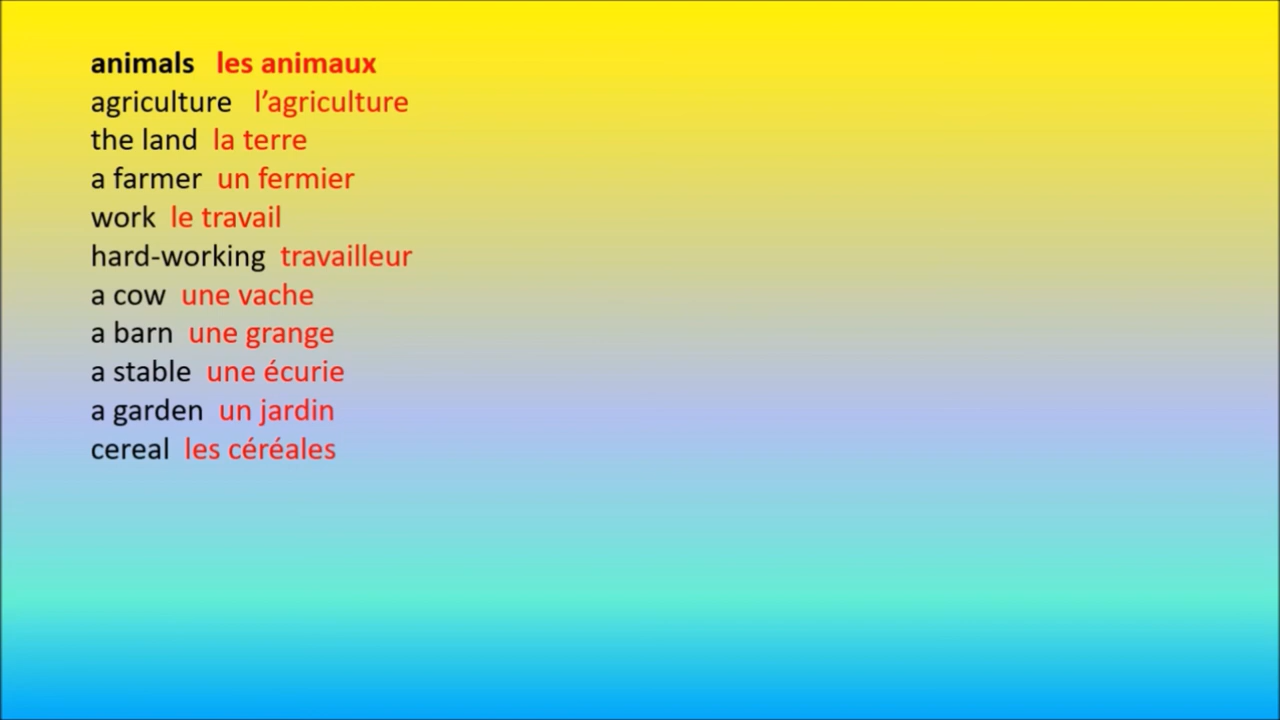 animals les animaux
agriculture l’agriculture
the land la terre
a farmer un fermier
work le travail
hard-working travailleur
a cow une vache
a barn une grange
a stable une écurie
a garden un jardin
cereal les céréales